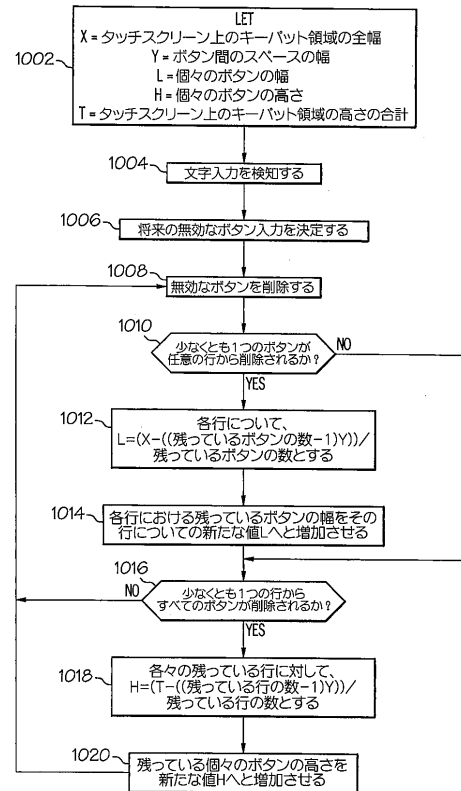 LET
1002
X=タッチスクリーン上のキーパット領域の全幅
Y=ボタン間のスペースの幅
L=個々のボタンの幅
H=個々のボタンの高さ
T=タッチスクリーン上のキーパット領域の高さの合計
1004
文字入力を検知する
1006
将来の無効なボタン入力を決定する
1008
無効なボタンを削除する
1010
少なくとも1つのボタンが
任意の行から削除されるか?
NO
YES
1012
各行について、
L=(X-((残っているボタンの数-1)Y))/
残っているボタンの数とする
1014
各行における残っているボタンの幅をその
行についての新たな値Lへと増加させる
1016
NO
少なくとも1つの行から
すべてのボタンが削除されるか?
YES
1018
各々の残っている行に対して、
H=(T-((残っている行の数-1)Y))/
残っている行の数とする
1020
残っている個々のボタンの高さを
新たな値Hへと増加させる